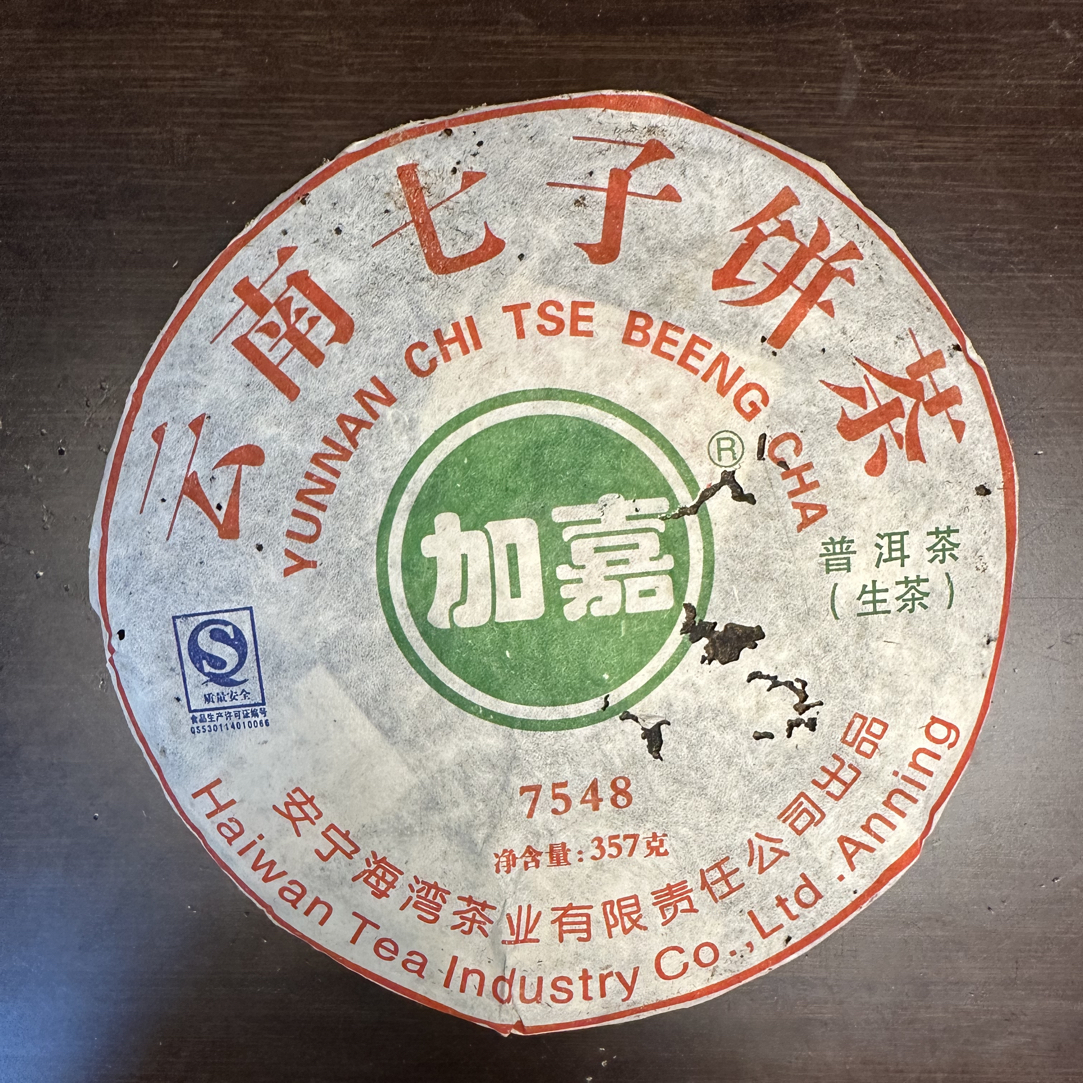 云南七子饼茶
YUNNAN CHI TSE BEENG CHA
®
加嘉
普洱茶
(生茶)
QS
质量安全
食品生产许可证编号
QS530114010066
7548
净含量:357克
安宁海湾茶业有限责任公司出品
Haiwan Tea Industry Co.,Ltd .Anning